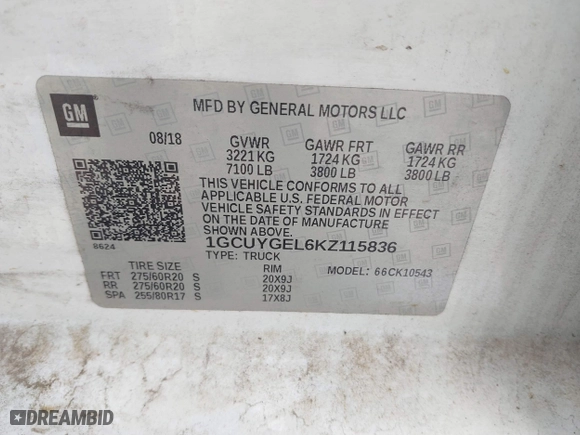 GM
MFD BY GENERAL MOTORS LLC
08/18 GVWR GAWR FRT GAWR RR
3221 KG 1724 KG 1724 KG
7100 LB 3800 LB 3800 LB
THIS VEHICLE CONFORMS TO ALL
APPLICABLE U.S. FEDERAL MOTOR
VEHICLE SAFETY STANDARDS IN EFFECT
ON THE DATE OF MANUFACTURE
SHOWN ABOVE.
8624 1GCUYGEL6KZ115836
TYPE: TRUCK
TIRE SIZE RIM MODEL: 66CK10543
FRT 275/60R20 S 20X9J
RR 275/60R20 S 20X9J
SPA 255/80R17 S 17X8J
DREAMBID